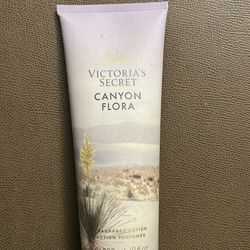 VICTORIA'S
SECRET
CANYON
FLORA
FRAGRANCE LOTION
LOTION PARFUMÉE